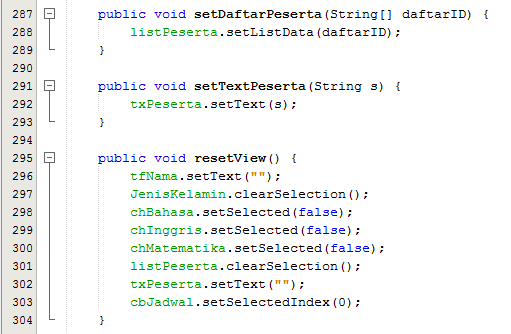 287 public void setDaftarPeserta(String[] daftarID) {
288 listPeserta.setListData(daftarID);
289 }
290
291 public void setTextPeserta(String s) {
292 txPeserta.setText(s);
293 }
294
295 public void resetView() {
296 tfNama.setText("");
297 JenisKelamin.clearSelection();
298 chBahasa.setSelected(false);
299 chInggris.setSelected(false);
300 chMatematika.setSelected(false);
301 listPeserta.clearSelection();
302 txPeserta.setText("");
303 cbJadwal.setSelectedIndex(0);
304 }